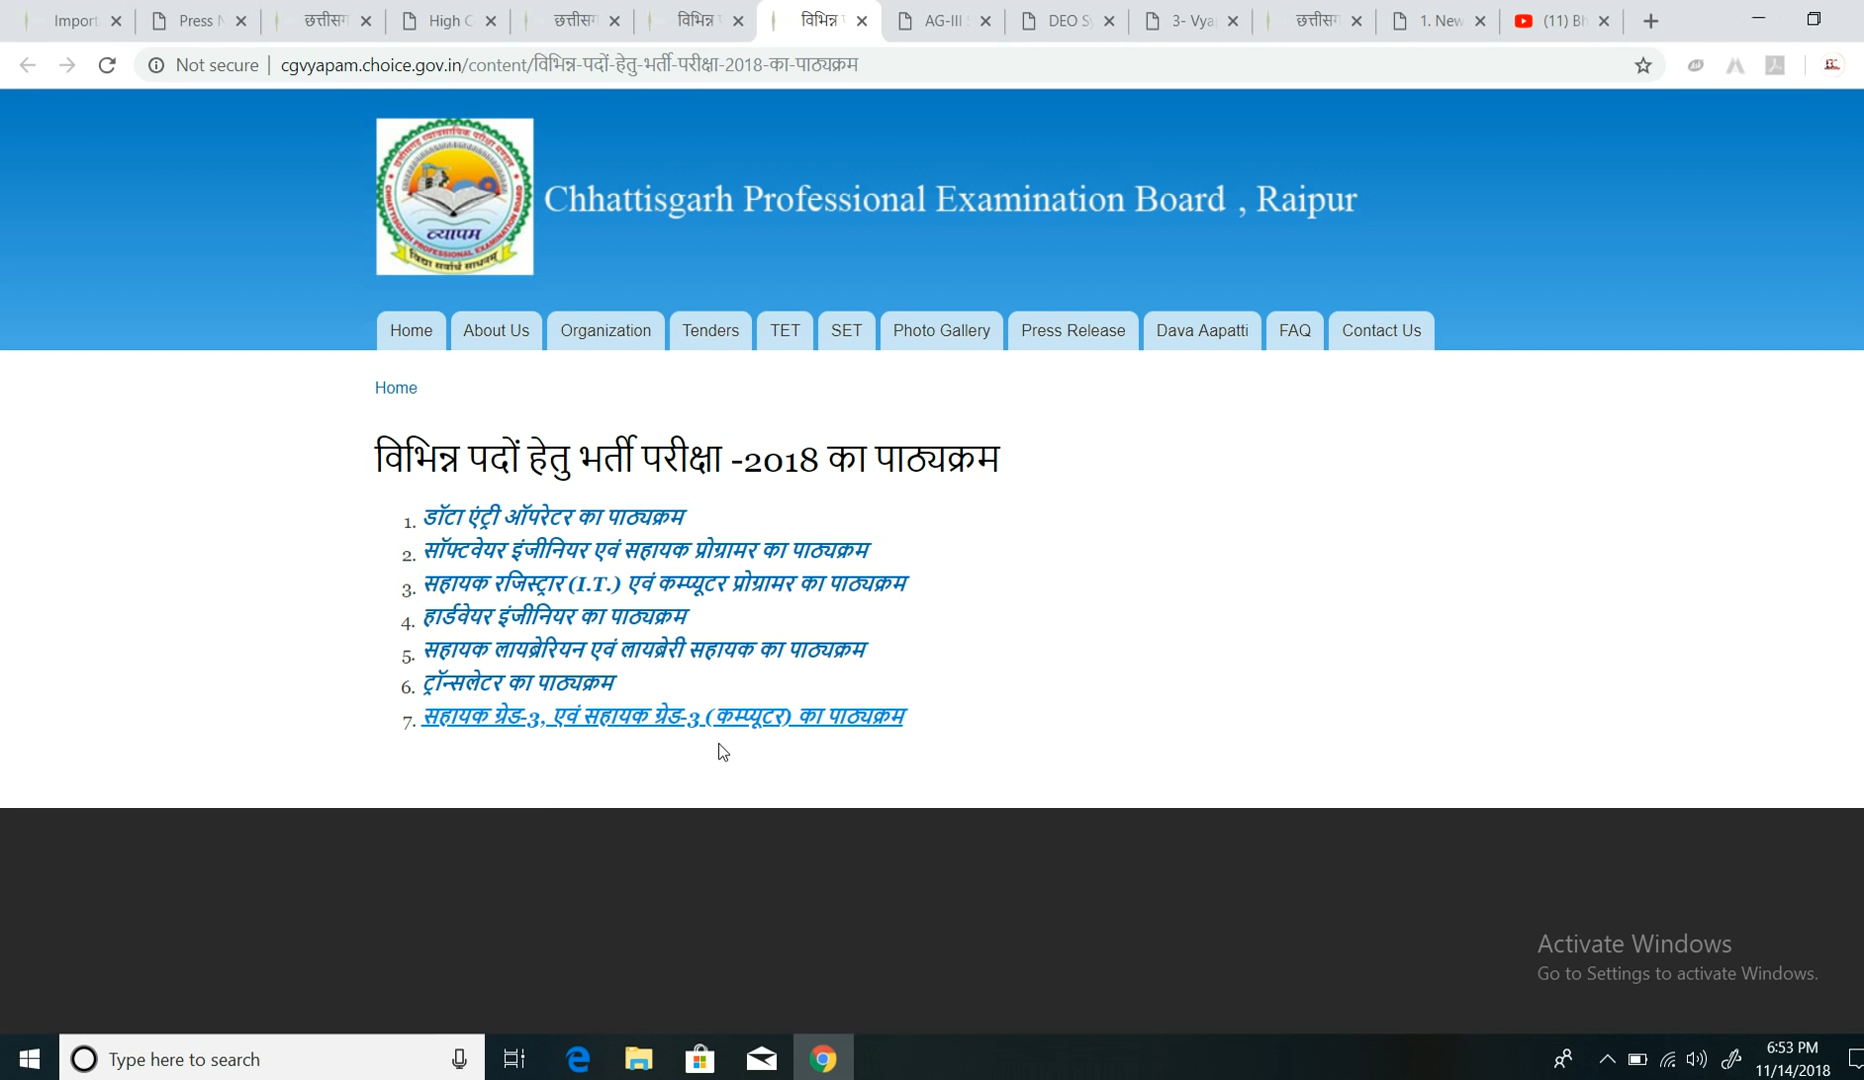 Import
Press N
छत्तीसग
High C
छत्तीसग
विभिन्न
विभिन्न
AG-III
DEO Sy
3- Vya
छत्तीसग
1. New
(11) Bh
Not secure | cgvyapam.choice.gov.in/content/विभिन्न-पदों-हेतु-भर्ती-परीक्षा-2018-का-पाठ्यक्रम
व्यापम
Chhattisgarh Professional Examination Board , Raipur
Home About Us Organization Tenders TET SET Photo Gallery Press Release Dava Aapatti FAQ Contact Us
Home
विभिन्न पदों हेतु भर्ती परीक्षा -2018 का पाठ्यक्रम
1. डॉटा एंट्री ऑपरेटर का पाठ्यक्रम
2. सॉफ्टवेयर इंजीनियर एवं सहायक प्रोग्रामर का पाठ्यक्रम
3. सहायक रजिस्ट्रार (I.T.) एवं कम्प्यूटर प्रोग्रामर का पाठ्यक्रम
4. हार्डवेयर इंजीनियर का पाठ्यक्रम
5. सहायक लायब्रेरियन एवं लायब्रेरी सहायक का पाठ्यक्रम
6. ट्रॉन्सलेटर का पाठ्यक्रम
7. सहायक ग्रेड-3, एवं सहायक ग्रेड-3 (कम्प्यूटर) का पाठ्यक्रम
Activate Windows
Go to Settings to activate Windows.
Type here to search
6:53 PM
11/14/2018